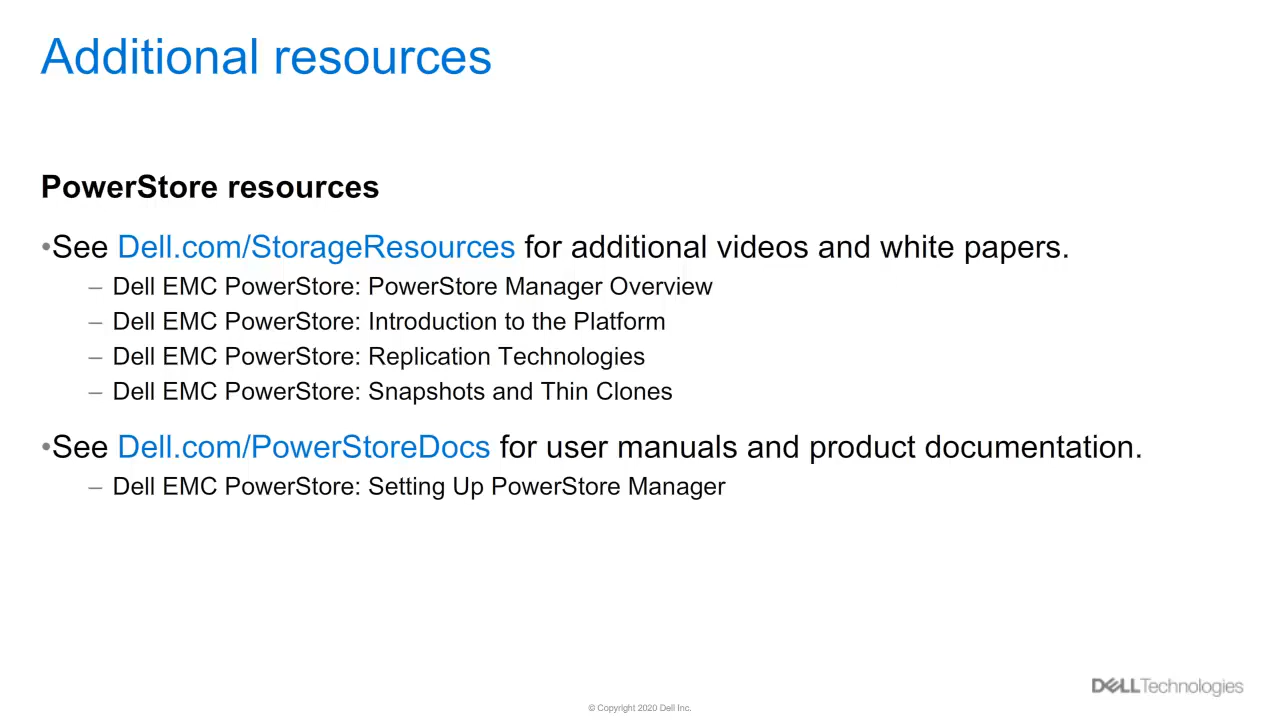 Additional resources
PowerStore resources
•See Dell.com/StorageResources for additional videos and white papers.
– Dell EMC PowerStore: PowerStore Manager Overview
– Dell EMC PowerStore: Introduction to the Platform
– Dell EMC PowerStore: Replication Technologies
– Dell EMC PowerStore: Snapshots and Thin Clones
•See Dell.com/PowerStoreDocs for user manuals and product documentation.
– Dell EMC PowerStore: Setting Up PowerStore Manager
DELLTechnologies
© Copyright 2020 Dell Inc.